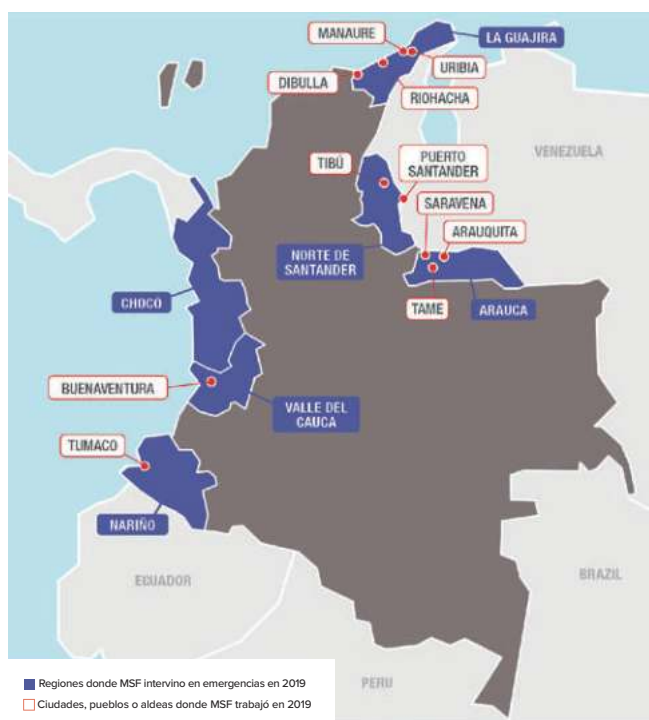 MANAURE
LA GUAJIRA
URIBIA
DIBULLA
RIOHACHA
VENEZUELA
TIBÚ
PUERTO
SANTANDER
SARAVENA
ARAUQUITA
NORTE DE
SANTANDER
CHOCÓ
TAME
ARAUCA
BUENAVENTURA
VALLE DEL
CAUCA
TUMACO
NARIÑO
ECUADOR
BRAZIL
PERU
Regiones donde MSF intervino en emergencias en 2019
Ciudades, pueblos o aldeas donde MSF trabajó en 2019